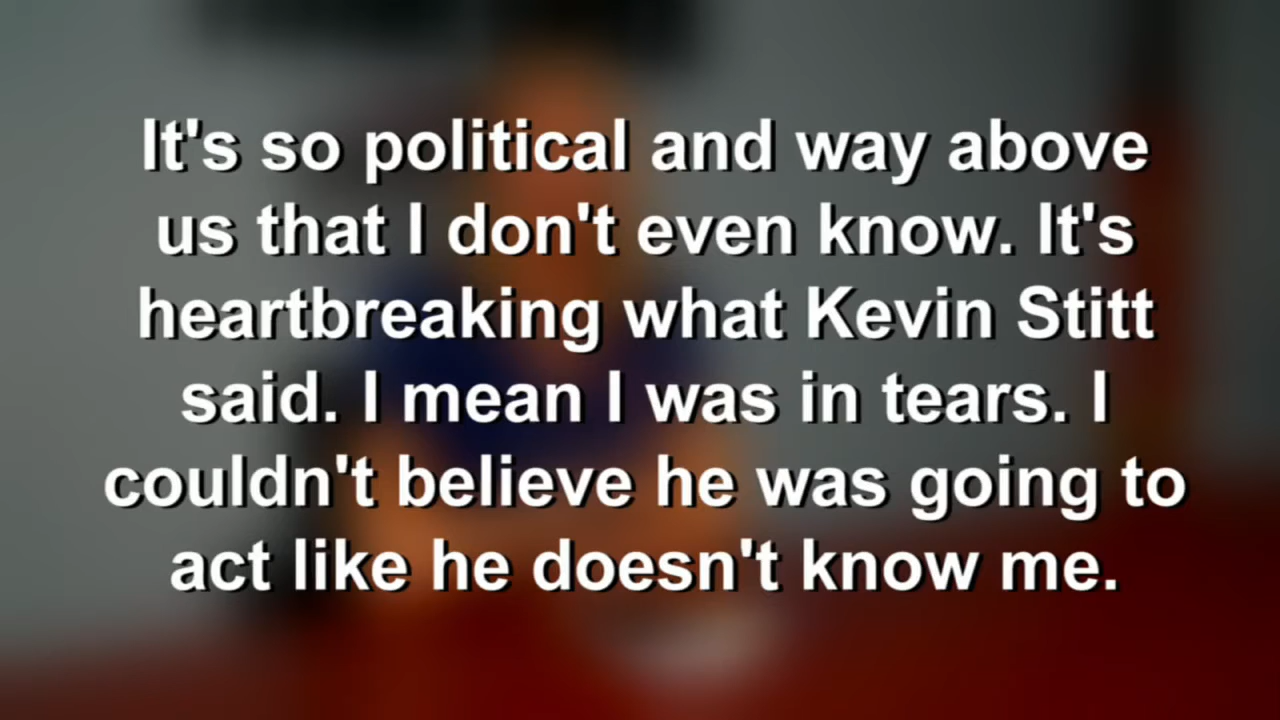 It's so political and way above
us that I don't even know. It's
heartbreaking what Kevin Stitt
said. I mean I was in tears. I
couldn't believe he was going to
act like he doesn't know me.